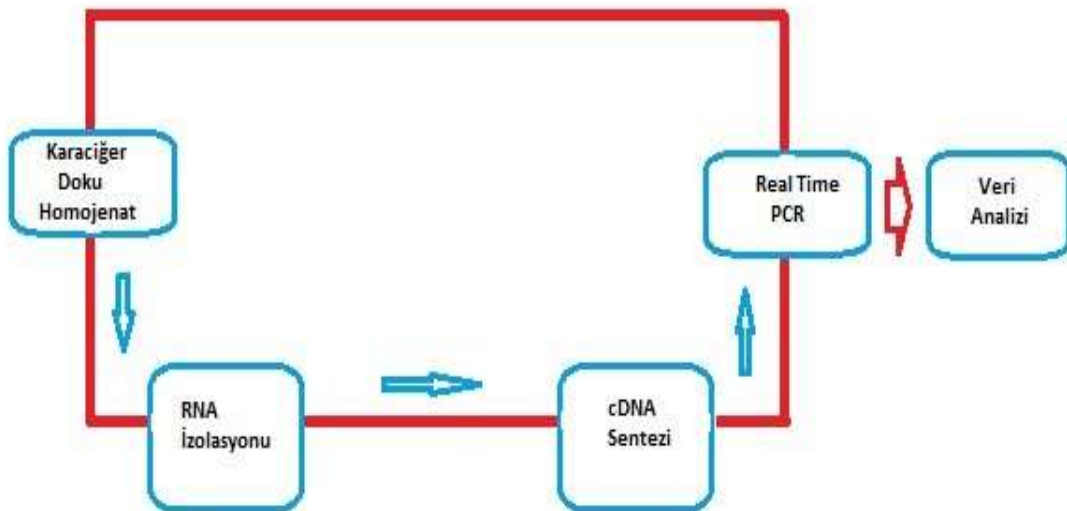 Karaciğer
Doku
Homojenat
RNA
İzolasyonu
cDNA
Sentezi
Real Time
PCR
Veri
Analizi